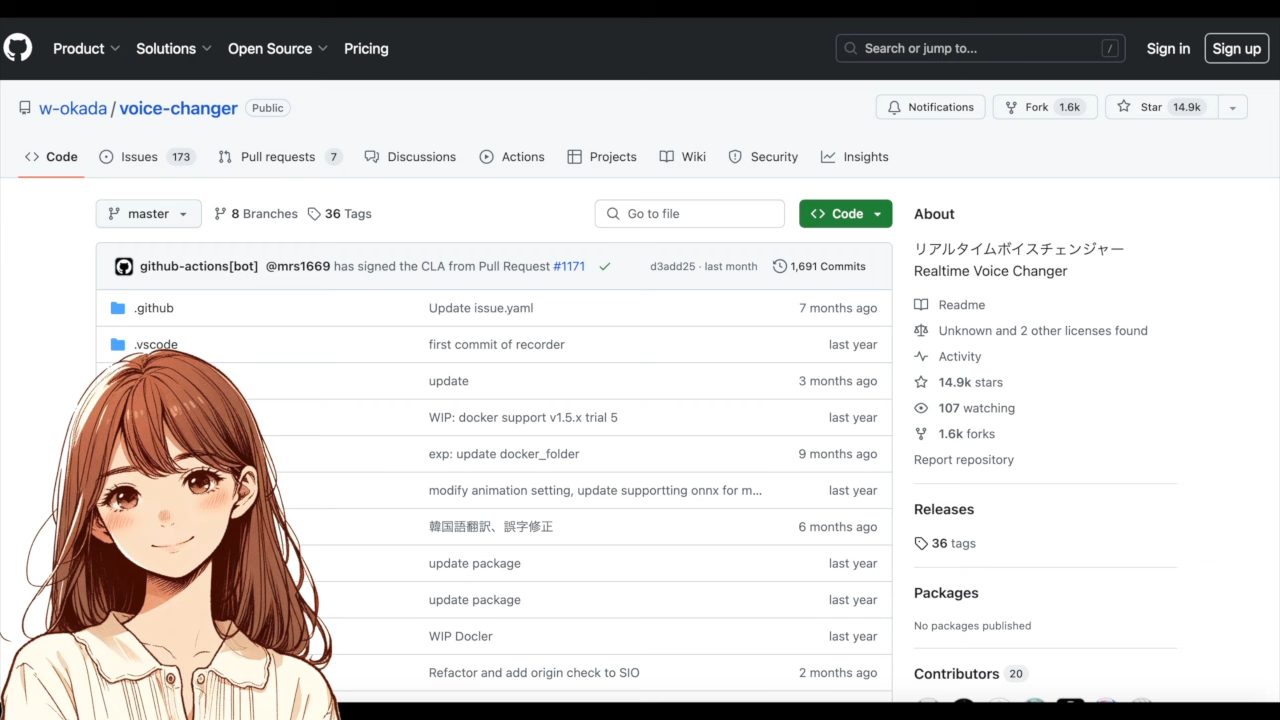 Product Solutions Open Source Pricing Search or jump to... / Sign in Sign up
w-okada / voice-changer Public Notifications Fork 1.6k Star 14.9k
Code Issues 173 Pull requests 7 Discussions Actions Projects Wiki Security Insights
master 8 Branches 36 Tags Go to file Code
github-actions[bot] @mrs1669 has signed the CLA from Pull Request #1171 d3add25 · last month 1,691 Commits
.github Update issue.yaml 7 months ago
.vscode first commit of recorder last year
update 3 months ago
WIP: docker support v1.5.x trial 5 last year
exp: update docker_folder 9 months ago
modify animation setting, update supportting onnx for m... last year
韓国語翻訳、誤字修正 6 months ago
update package last year
update package last year
WIP Docler last year
Refactor and add origin check to SIO 2 months ago
About
リアルタイムボイスチェンジャー
Realtime Voice Changer
Readme
Unknown and 2 other licenses found
Activity
14.9k stars
107 watching
1.6k forks
Report repository
Releases
36 tags
Packages
No packages published
Contributors 20